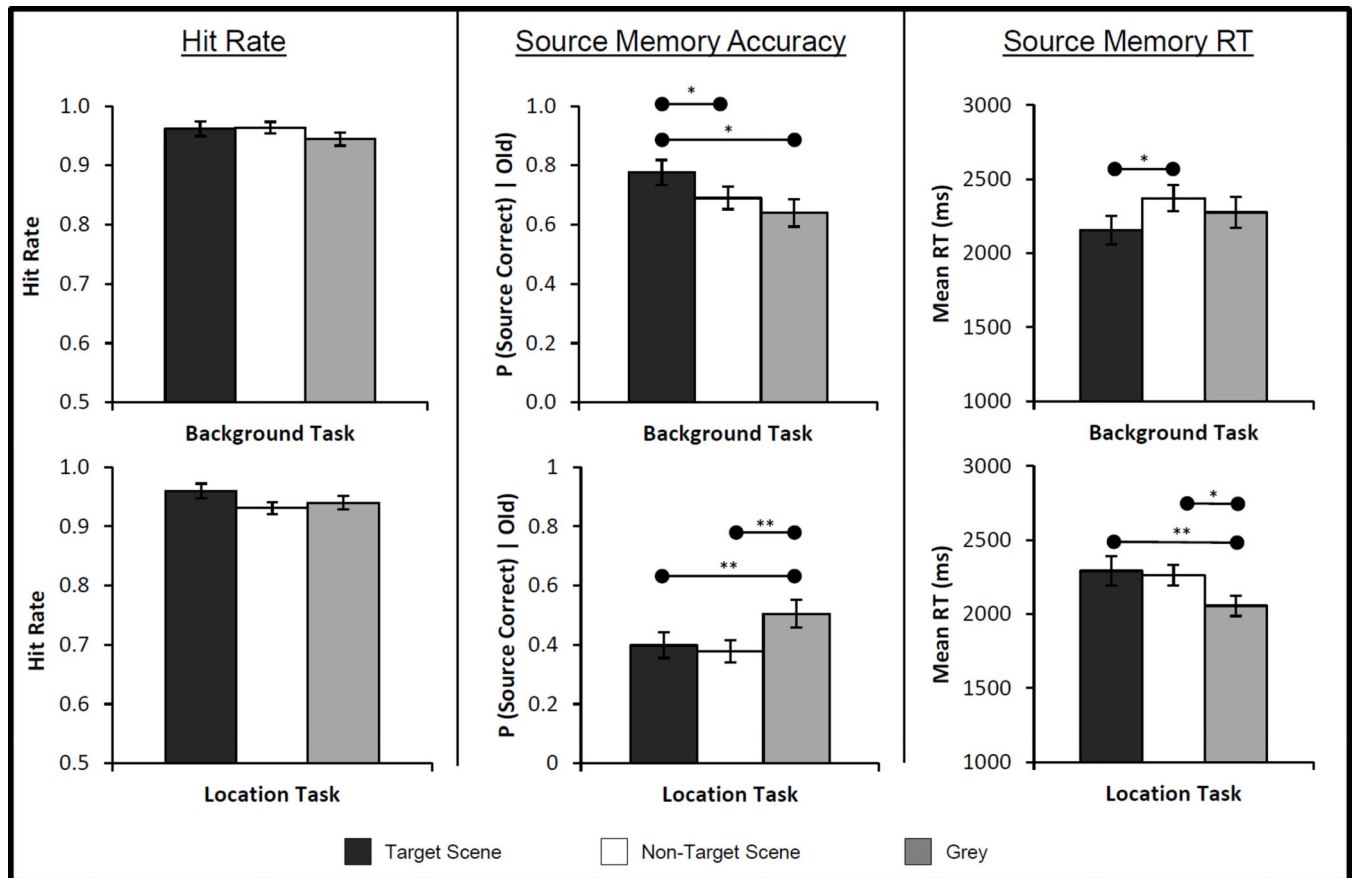 Hit Rate
Source Memory Accuracy
Source Memory RT
Hit Rate
1.0
0.9
0.8
0.7
0.6
0.5
Background Task
P (Source Correct) | Old)
1.0
0.8
0.6
0.4
0.2
0.0
*
*
Background Task
Mean RT (ms)
3000
2500
2000
1500
1000
*
Background Task
Hit Rate
1.0
0.9
0.8
0.7
0.6
0.5
Location Task
P (Source Correct) | Old)
1
0.8
0.6
0.4
0.2
0
**
**
Location Task
Mean RT (ms)
3000
2500
2000
1500
1000
*
**
Location Task
Target Scene
Non-Target Scene
Grey